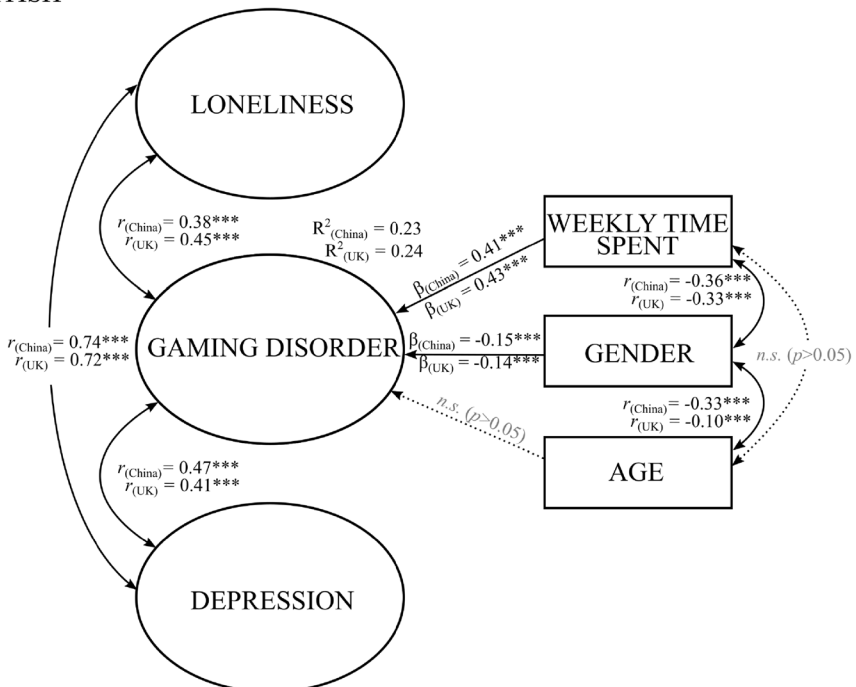 LONELINESS
r(China)= 0.38***
r(UK) = 0.45***
R²(China) = 0.23
R²(UK) = 0.24
WEEKLY TIME
SPENT
β(China) = 0.41***
β(UK) = 0.43***
r(China)= -0.36***
r(UK) = -0.33***
r(China)= 0.74***
r(UK) = 0.72***
GAMING DISORDER
β(China) = -0.15***
β(UK) = -0.14***
GENDER
n.s. (p>0.05)
r(China)= -0.33***
r(UK) = -0.10***
n.s. (p>0.05)
AGE
r(China)= 0.47***
r(UK) = 0.41***
DEPRESSION